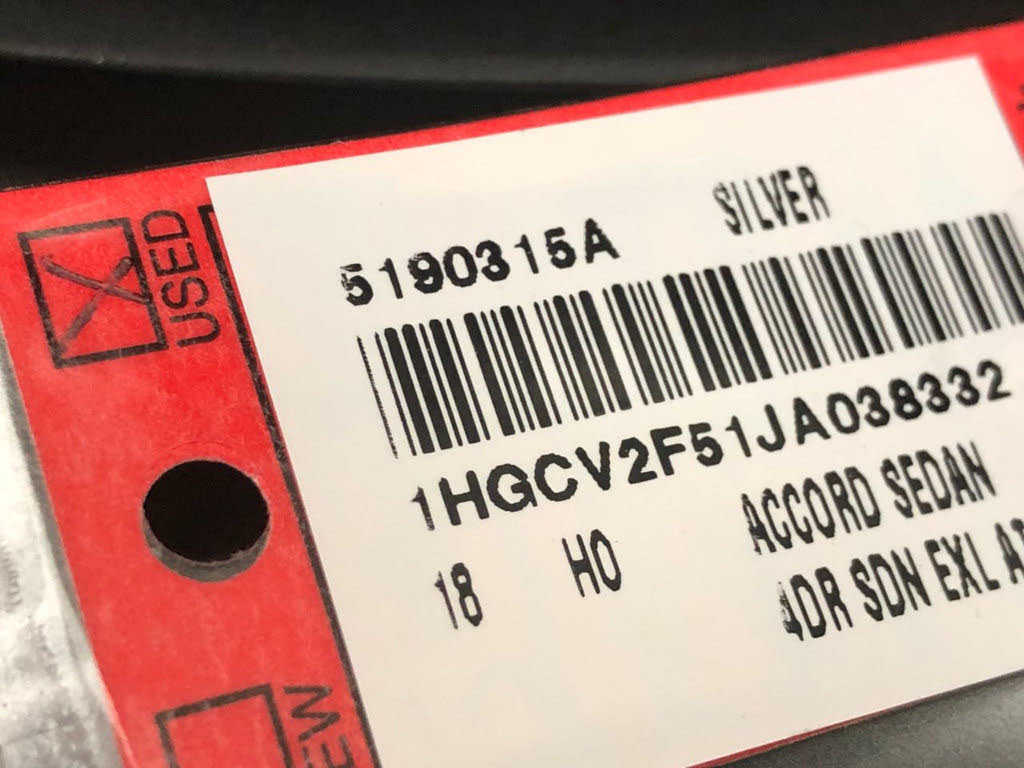 USED
5190315A SILVER
1HGCV2F51JA038332
18 HO ACCORD SEDAN
4DR SDN EXL